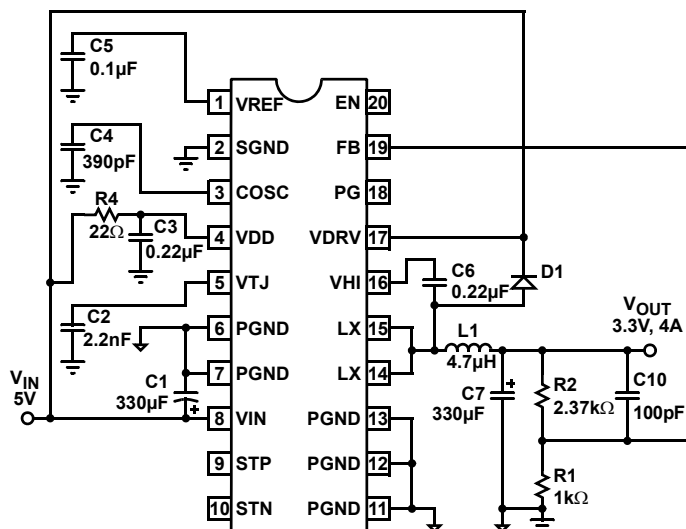 C5
0.1µF
C4
390pF
R4
22Ω
C3
0.22µF
C2
2.2nF
C1
330µF
VIN
5V
1 VREF
2 SGND
3 COSC
4 VDD
5 VTJ
6 PGND
7 PGND
8 VIN
9 STP
10 STN
EN 20
FB 19
PG 18
VDRV 17
VHI 16
LX 15
LX 14
PGND 13
PGND 12
PGND 11
C6
0.22µF
D1
L1
4.7µH
VOUT
3.3V, 4A
C7
330µF
R2
2.37kΩ
C10
100pF
R1
1kΩ